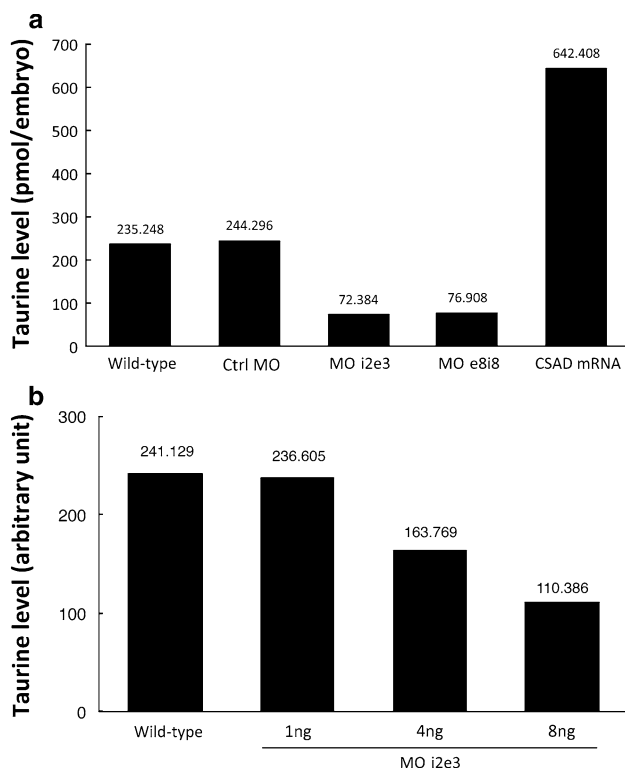 a
Taurine level (pmol/embryo)
700
600
500
400
300
200
100
0
235.248
244.296
72.384
76.908
642.408
Wild-type
Ctrl MO
MO i2e3
MO e8i8
CSAD mRNA
b
Taurine level (arbitrary unit)
300
200
100
0
241.129
236.605
163.769
110.386
Wild-type
1ng
4ng
8ng
MO i2e3